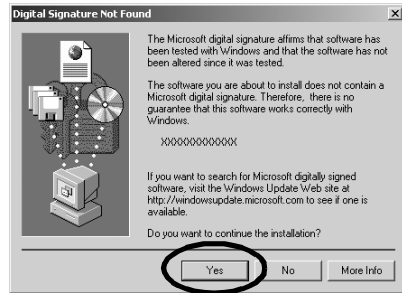 Digital Signature Not Found
The Microsoft digital signature affirms that software has
been tested with Windows and that the software has not
been altered since it was tested.
The software you are about to install does not contain a
Microsoft digital signature. Therefore, there is no
guarantee that this software works correctly with
Windows.
XXXXXXXXXXXXX
If you want to search for Microsoft digitally signed
software, visit the Windows Update Web site at
http://windowsupdate.microsoft.com to see if one is
available.
Do you want to continue the installation?
Yes No More Info